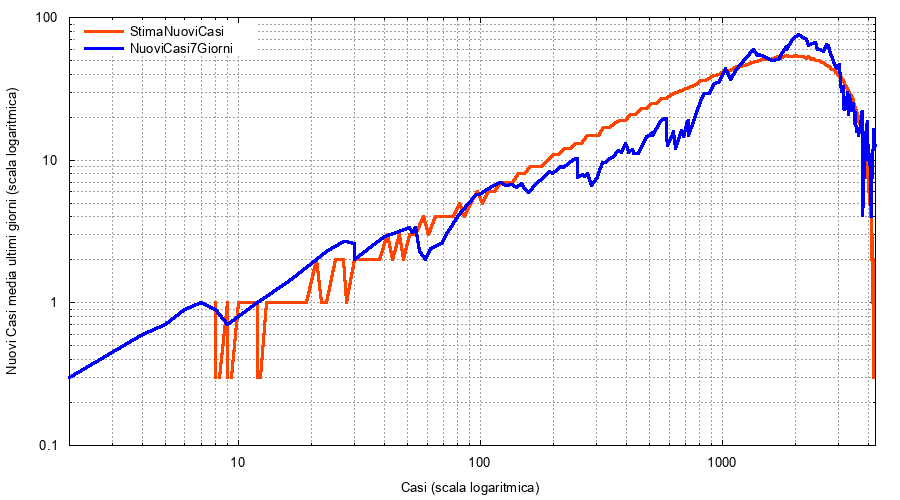 100
StimaNuoviCasi
NuoviCasi7Giorni
Nuovi Casi media ultimi giorni (scala logaritmica)
10
1
0.1
10 100 1000
Casi (scala logaritmica)